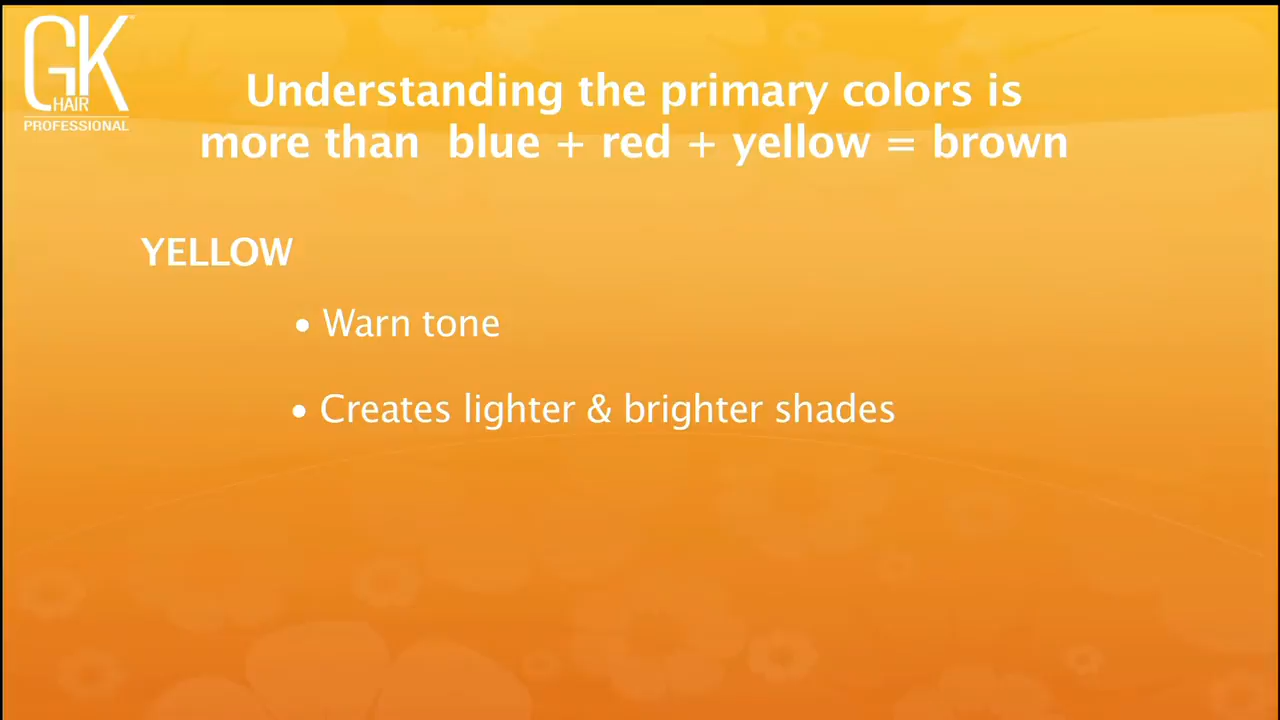 GK
HAIR
PROFESSIONAL
Understanding the primary colors is
more than blue + red + yellow = brown
YELLOW
• Warn tone
• Creates lighter & brighter shades